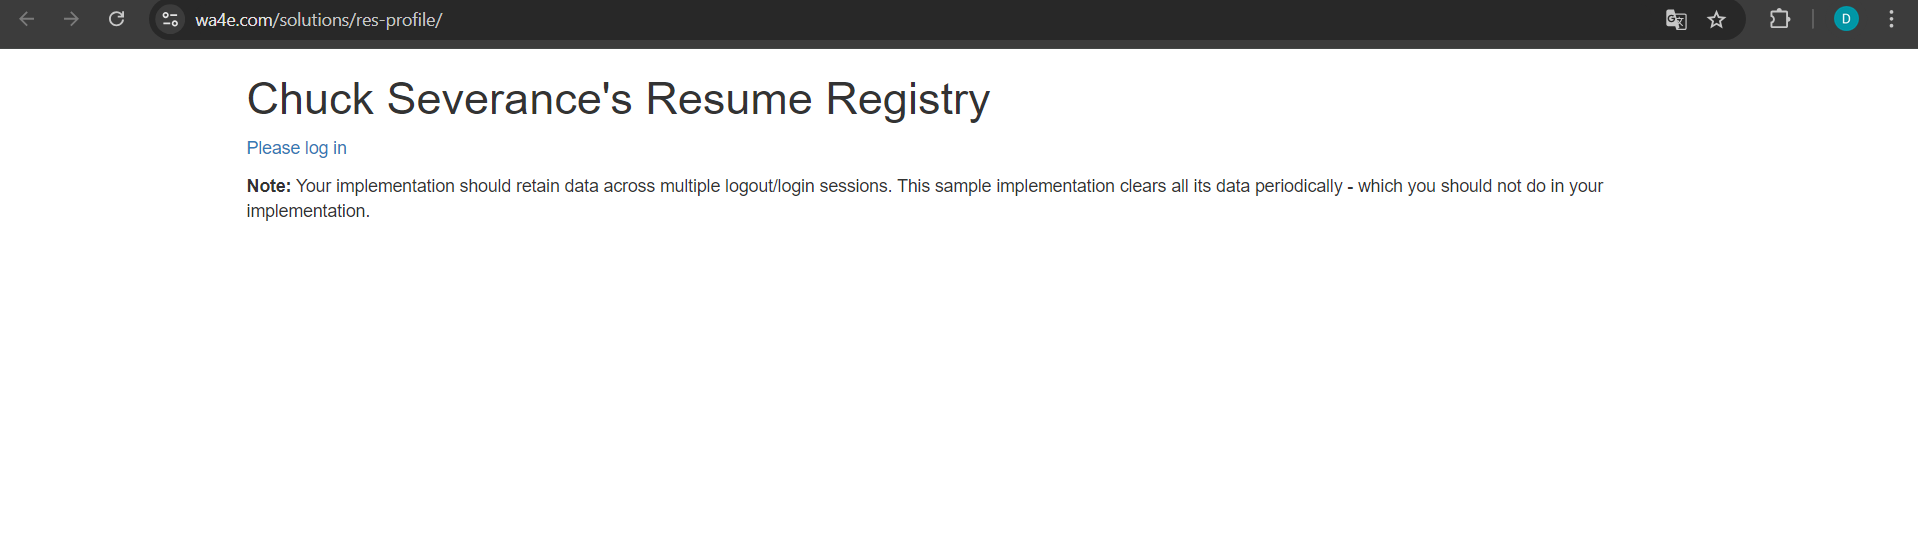 wa4e.com/solutions/res-profile/
D
Chuck Severance's Resume Registry
Please log in
Note: Your implementation should retain data across multiple logout/login sessions. This sample implementation clears all its data periodically - which you should not do in your
implementation.